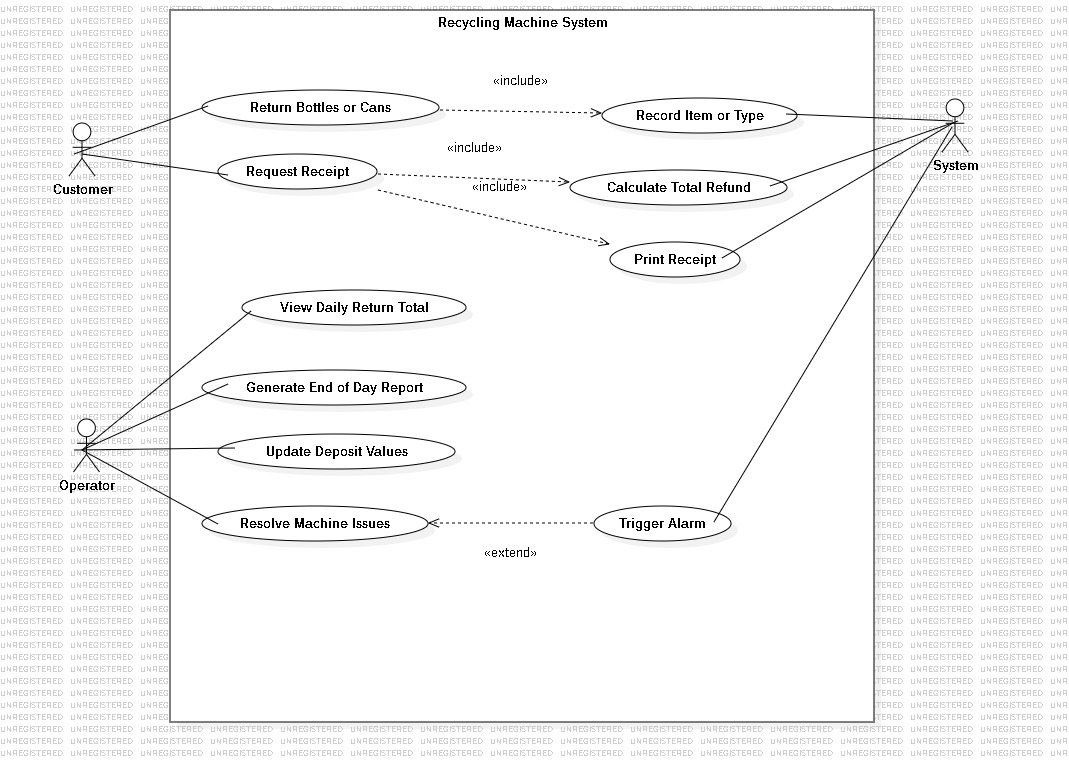 Recycling Machine System
«include»
Return Bottles or Cans
Record Item or Type
Customer
System
«include»
Request Receipt
«include»
Calculate Total Refund
Print Receipt
View Daily Return Total
Generate End of Day Report
Update Deposit Values
Operator
Resolve Machine Issues
Trigger Alarm
«extend»
UNREGISTERED